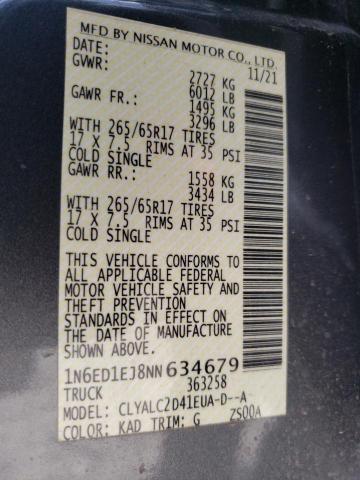 MFD BY NISSAN MOTOR CO., LTD.
DATE: 11/21
GVWR: 2727 KG
6012 LB
GAWR FR.: 1495 KG
3296 LB
WITH 265/65R17 TIRES
17 X 7.5 RIMS AT 35 PSI
COLD SINGLE
GAWR RR.: 1558 KG
3434 LB
WITH 265/65R17 TIRES
17 X 7.5 RIMS AT 35 PSI
COLD SINGLE
THIS VEHICLE CONFORMS TO
ALL APPLICABLE FEDERAL
MOTOR VEHICLE SAFETY AND
THEFT PREVENTION
STANDARDS IN EFFECT ON
THE DATE OF MANUFACTURE
SHOWN ABOVE.
1N6ED1EJ8NN634679
TRUCK 363258
MODEL: CLYALC2D41EUA-D--A
COLOR: KAD TRIM: G ZS00A